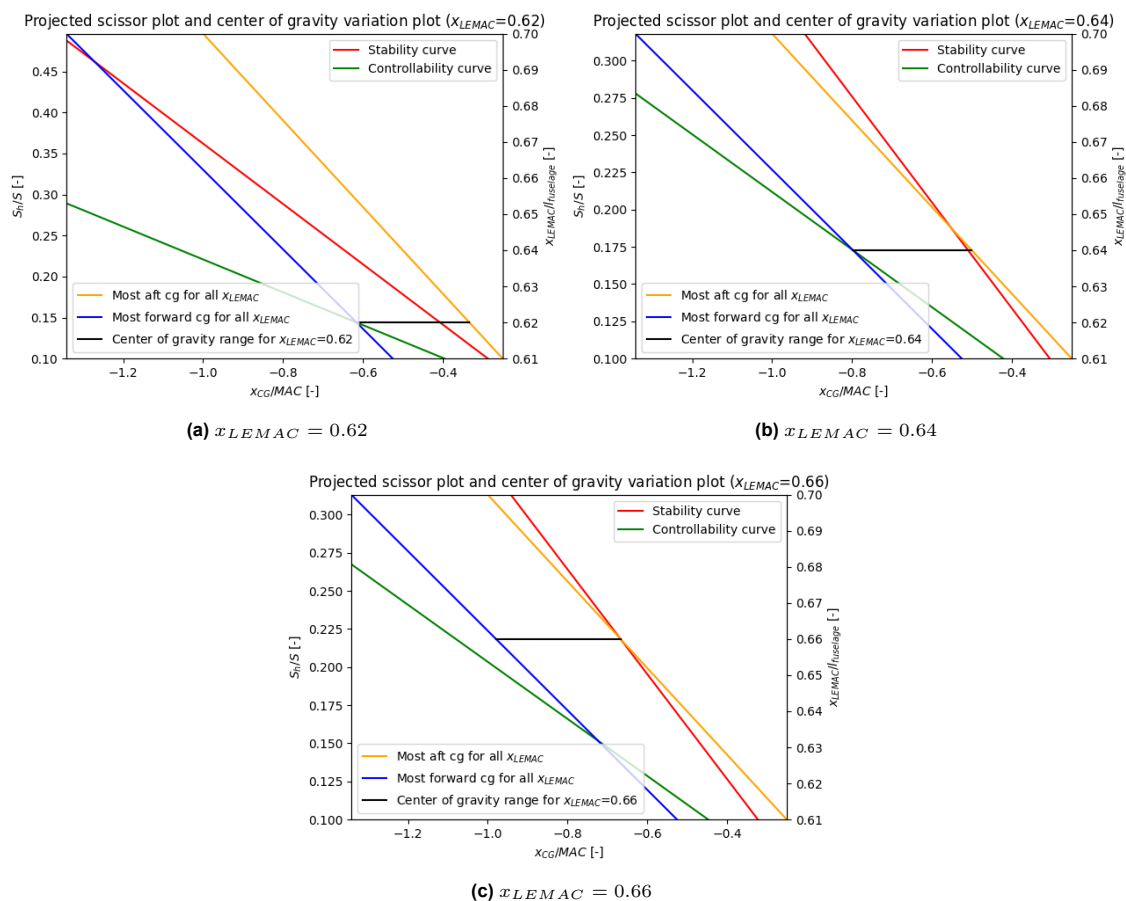 Projected scissor plot and center of gravity variation plot (x_LEMAC=0.62)
Stability curve
Controllability curve
Most aft cg for all x_LEMAC
Most forward cg for all x_LEMAC
Center of gravity range for x_LEMAC=0.62
S_h/S [-]
0.45
0.40
0.35
0.30
0.25
0.20
0.15
0.10
x_LEMAC/l_fuselage [-]
0.70
0.69
0.68
0.67
0.66
0.65
0.64
0.63
0.62
0.61
−1.2 −1.0 −0.8 −0.6 −0.4
x_CG/MAC [-]
(a) x_LEMAC = 0.62
Projected scissor plot and center of gravity variation plot (x_LEMAC=0.64)
Stability curve
Controllability curve
Most aft cg for all x_LEMAC
Most forward cg for all x_LEMAC
Center of gravity range for x_LEMAC=0.64
S_h/S [-]
0.300
0.275
0.250
0.225
0.200
0.175
0.150
0.125
0.100
x_LEMAC/l_fuselage [-]
0.70
0.69
0.68
0.67
0.66
0.65
0.64
0.63
0.62
0.61
−1.2 −1.0 −0.8 −0.6 −0.4
x_CG/MAC [-]
(b) x_LEMAC = 0.64
Projected scissor plot and center of gravity variation plot (x_LEMAC=0.66)
Stability curve
Controllability curve
Most aft cg for all x_LEMAC
Most forward cg for all x_LEMAC
Center of gravity range for x_LEMAC=0.66
S_h/S [-]
0.300
0.275
0.250
0.225
0.200
0.175
0.150
0.125
0.100
x_LEMAC/l_fuselage [-]
0.70
0.69
0.68
0.67
0.66
0.65
0.64
0.63
0.62
0.61
−1.2 −1.0 −0.8 −0.6 −0.4
x_CG/MAC [-]
(c) x_LEMAC = 0.66